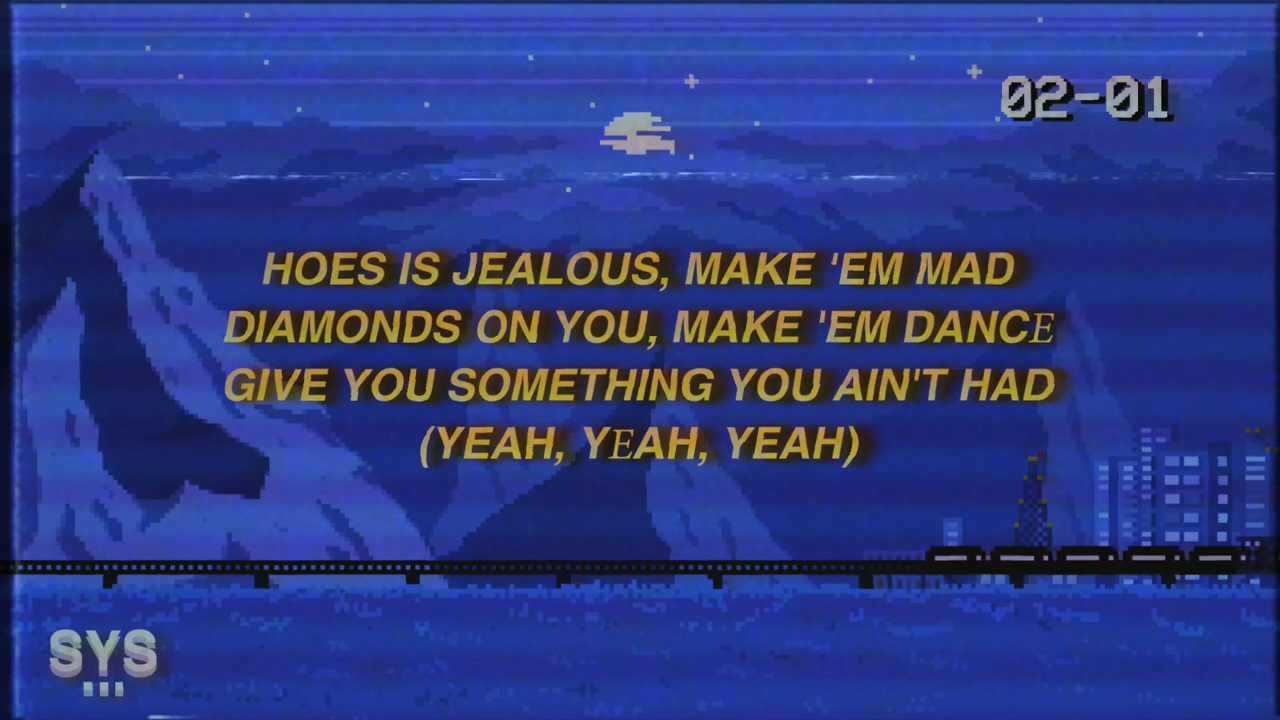 02-01
HOES IS JEALOUS, MAKE 'EM MAD
DIAMONDS ON YOU, MAKE 'EM DANCE
GIVE YOU SOMETHING YOU AIN'T HAD
(YEAH, YEAH, YEAH)
SYS